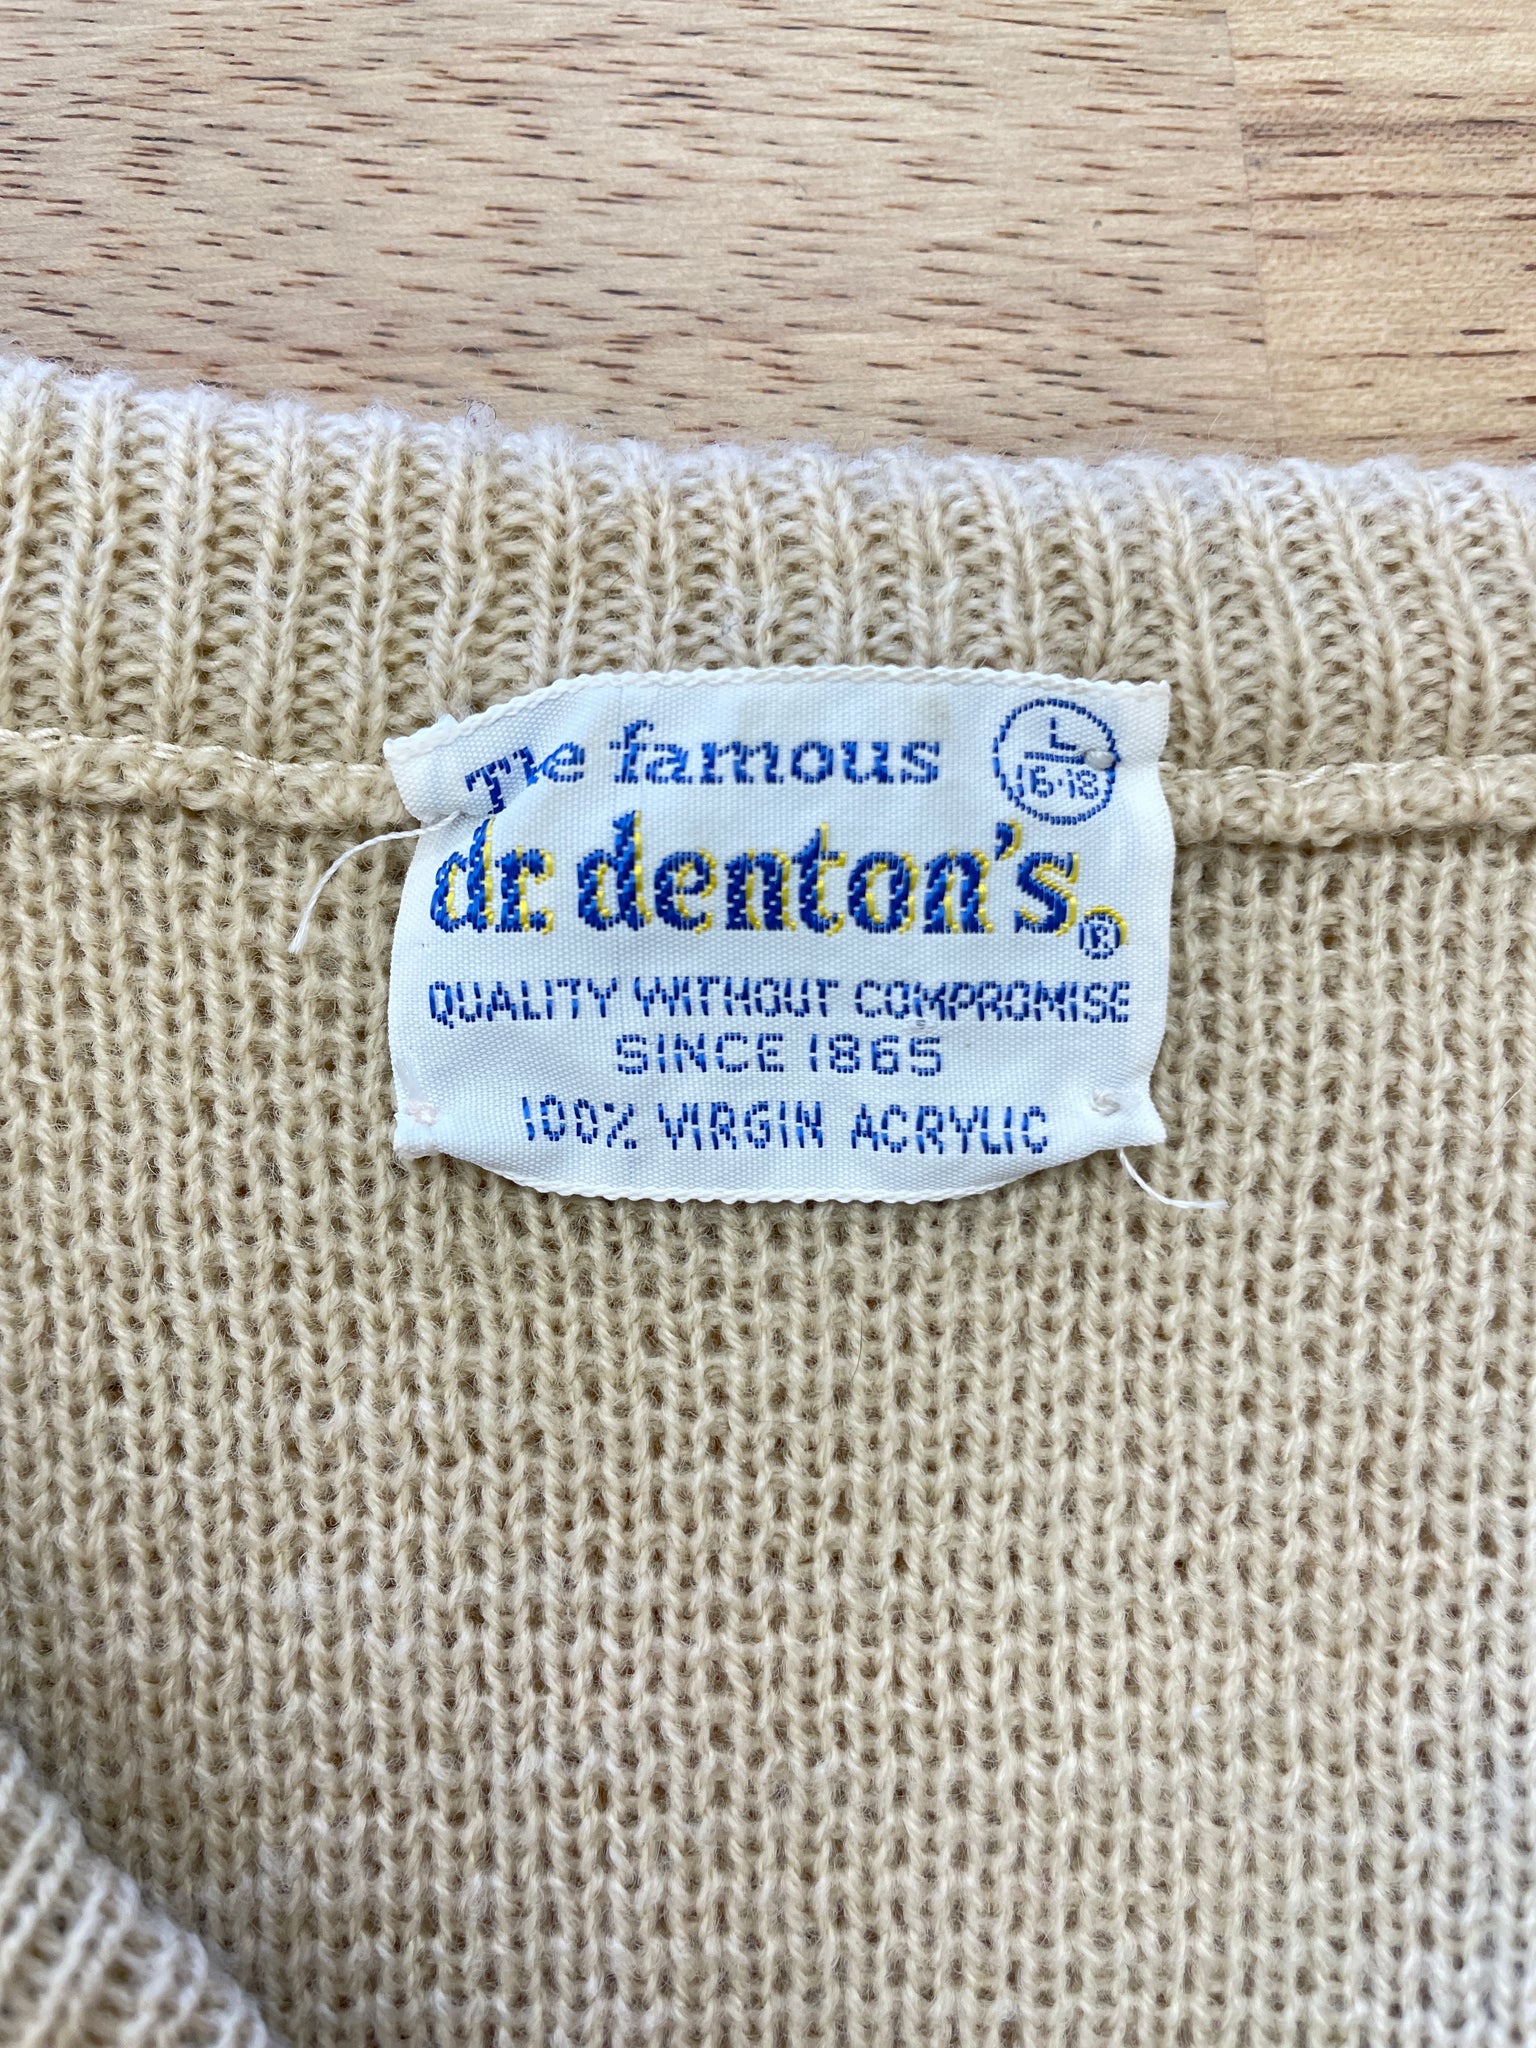 The famous
L
16-18
dr. denton's®
QUALITY WITHOUT COMPROMISE
SINCE 1865
100% VIRGIN ACRYLIC